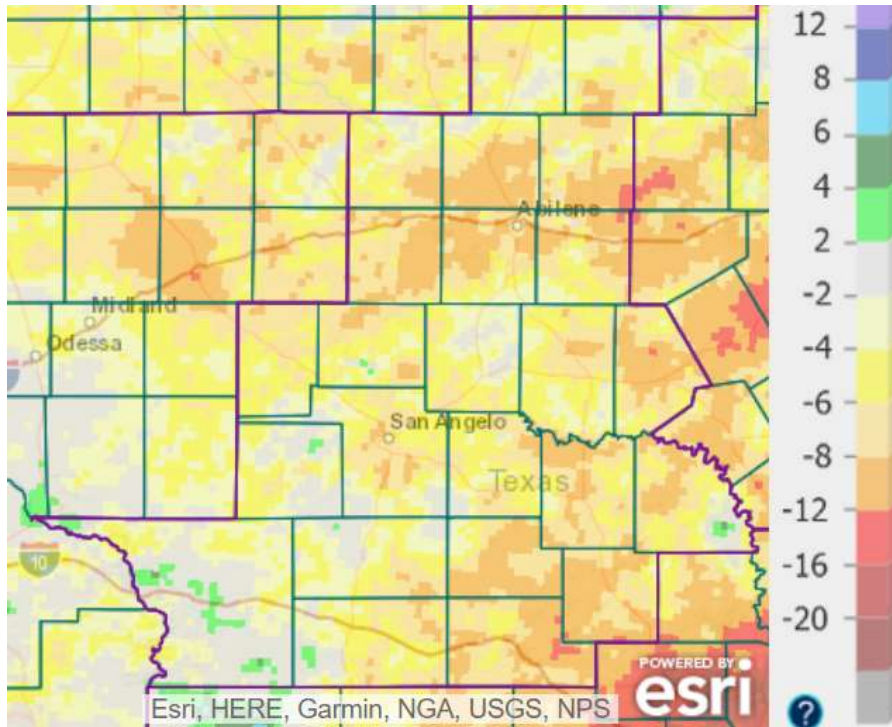 Abilene
Midland
Odessa
San Angelo
Texas
10
12
8
6
4
2
-2
-4
-6
-8
-12
-16
-20
POWERED BY
esri
Esri, HERE, Garmin, NGA, USGS, NPS
?